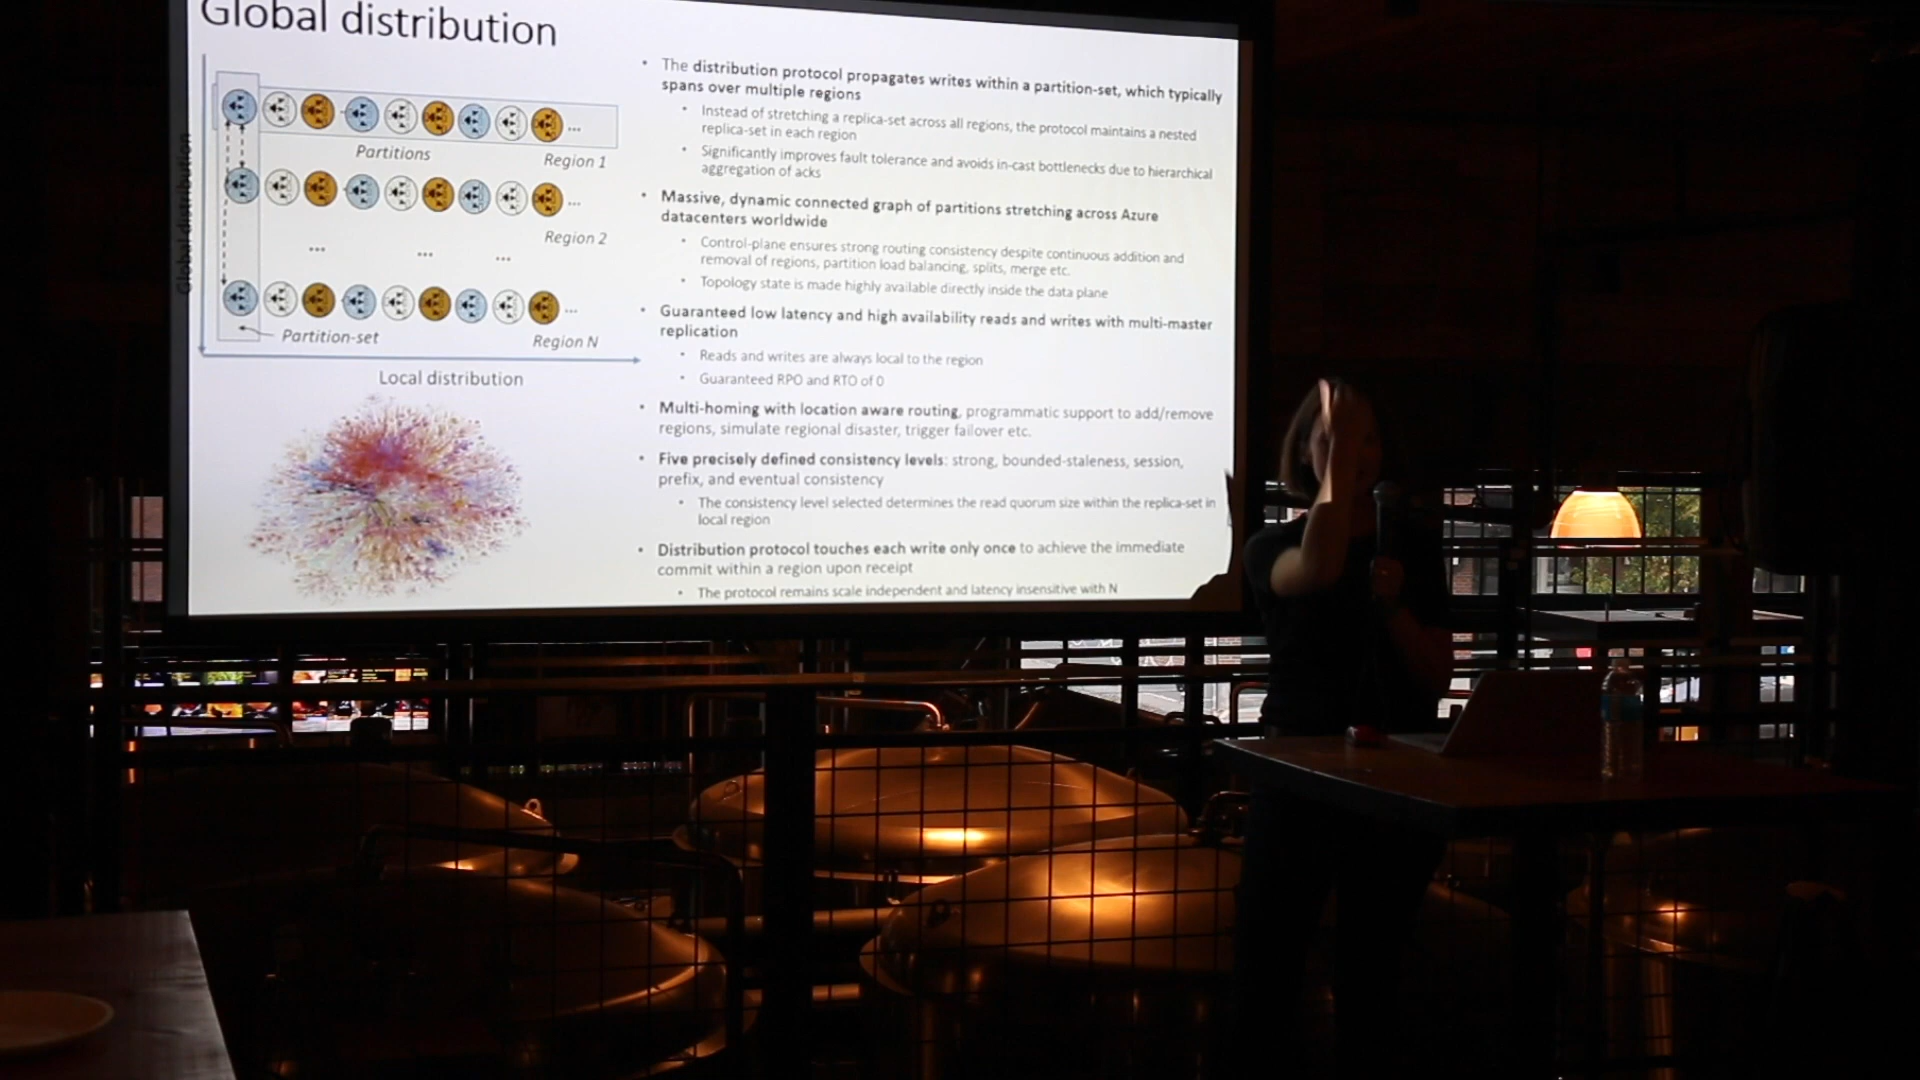 Global distribution
Global distribution
Partitions
Region 1
Region 2
Partition-set
Region N
Local distribution
The distribution protocol propagates writes within a partition-set, which typically
spans over multiple regions
Instead of stretching a replica-set across all regions, the protocol maintains a nested
replica-set in each region
Significantly improves fault tolerance and avoids in-cast bottlenecks due to hierarchical
aggregation of acks
Massive, dynamic connected graph of partitions stretching across Azure
datacenters worldwide
Control-plane ensures strong routing consistency despite continuous addition and
removal of regions, partition load balancing, splits, merge etc.
Topology state is made highly available directly inside the data plane
Guaranteed low latency and high availability reads and writes with multi-master
replication
Reads and writes are always local to the region
Guaranteed RPO and RTO of 0
Multi-homing with location aware routing, programmatic support to add/remove
regions, simulate regional disaster, trigger failover etc.
Five precisely defined consistency levels: strong, bounded-staleness, session,
prefix, and eventual consistency
The consistency level selected determines the read quorum size within the replica-set in
local region
Distribution protocol touches each write only once to achieve the immediate
commit within a region upon receipt
The protocol remains scale independent and latency insensitive with N